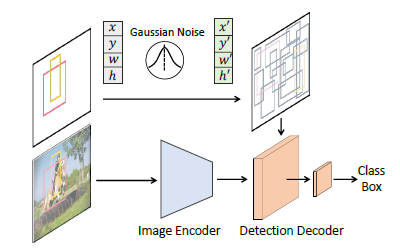 x
y
w
h
Gaussian Noise
x′
y′
w′
h′
Class
Box
Image Encoder
Detection Decoder